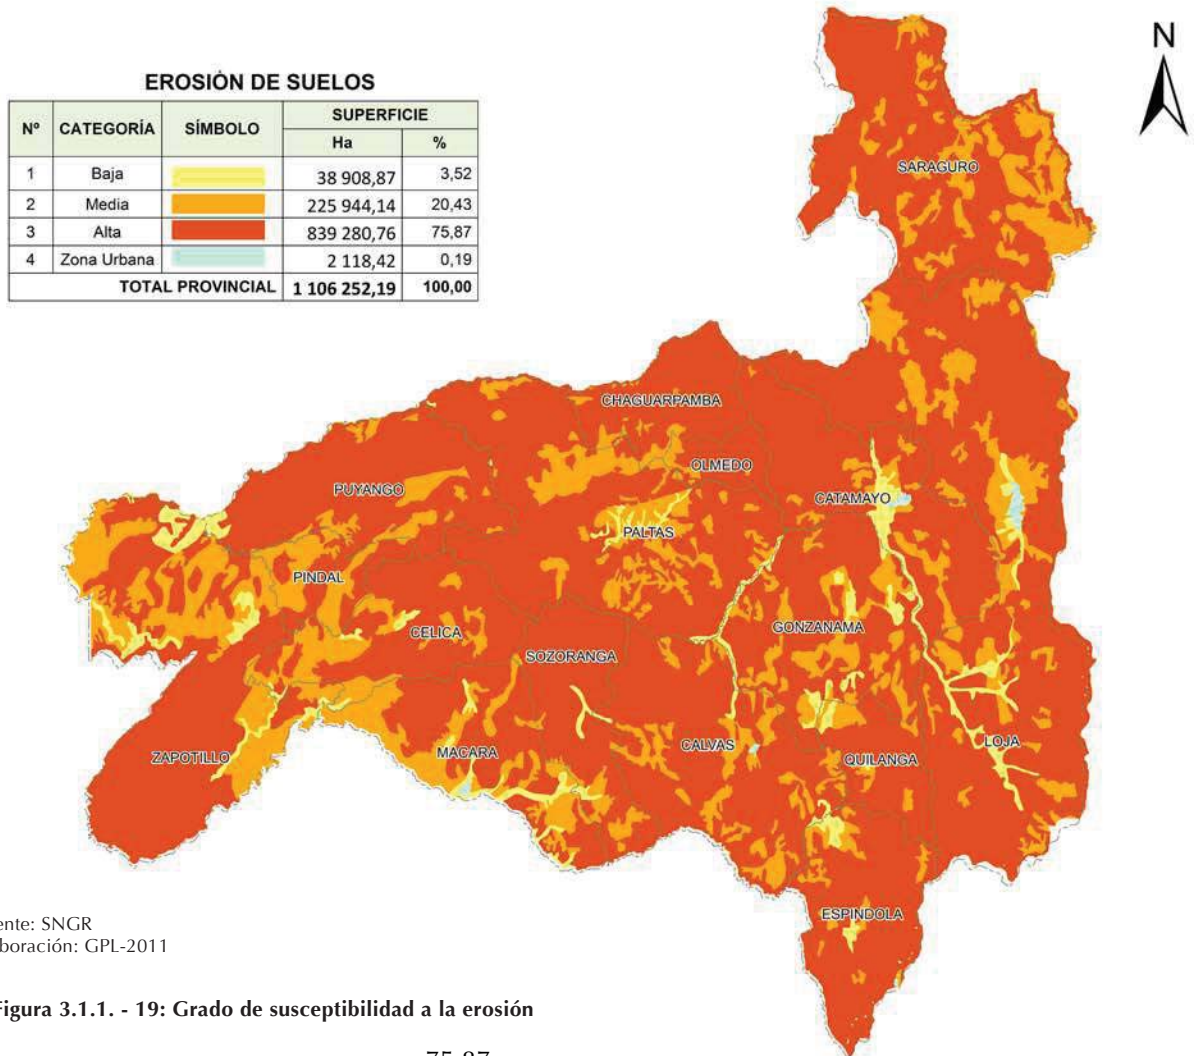 N
EROSIÓN DE SUELOS
Nº CATEGORÍA SÍMBOLO SUPERFICIE
Ha %
1 Baja 38 908,87 3,52
2 Media 225 944,14 20,43
3 Alta 839 280,76 75,87
4 Zona Urbana 2 118,42 0,19
TOTAL PROVINCIAL 1 106 252,19 100,00
SARAGURO
CHAGUARPAMBA
OLMEDO
PUYANGO
CATAMAYO
PALTAS
PINDAL
CELICA
GONZANAMA
SOZORANGA
ZAPOTILLO
MACARA
CALVAS
QUILANGA
LOJA
ESPINDOLA
ente: SNGR
boración: GPL-2011
Figura 3.1.1. - 19: Grado de susceptibilidad a la erosión